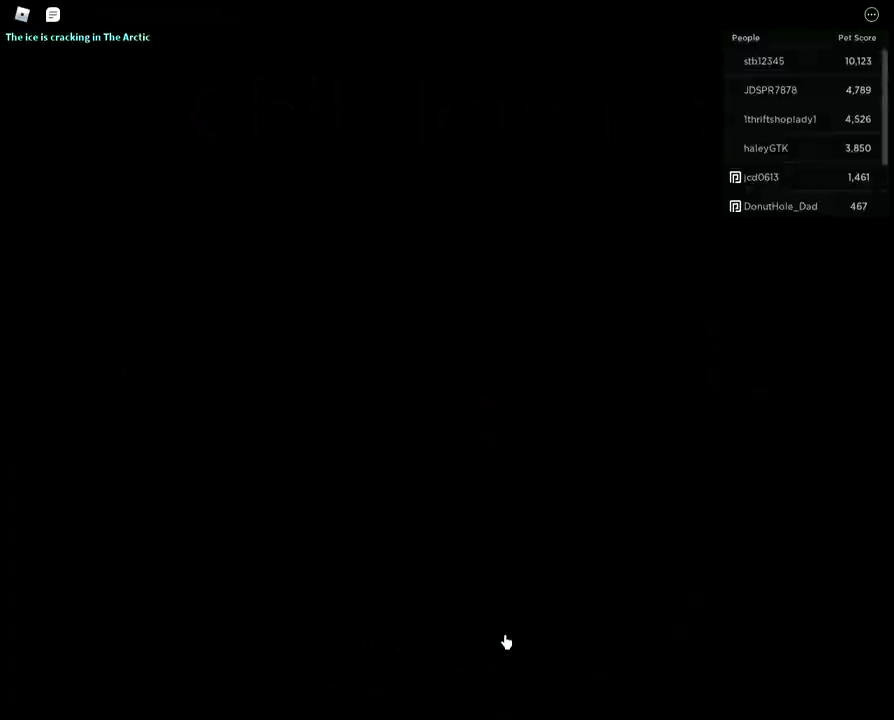 The ice is cracking in The Arctic
People Pet Score
stb12345 10,123
JDSPR7878 4,789
1thriftshoplady1 4,526
haleyGTK 3,850
jcd0613 1,461
DonutHole_Dad 467